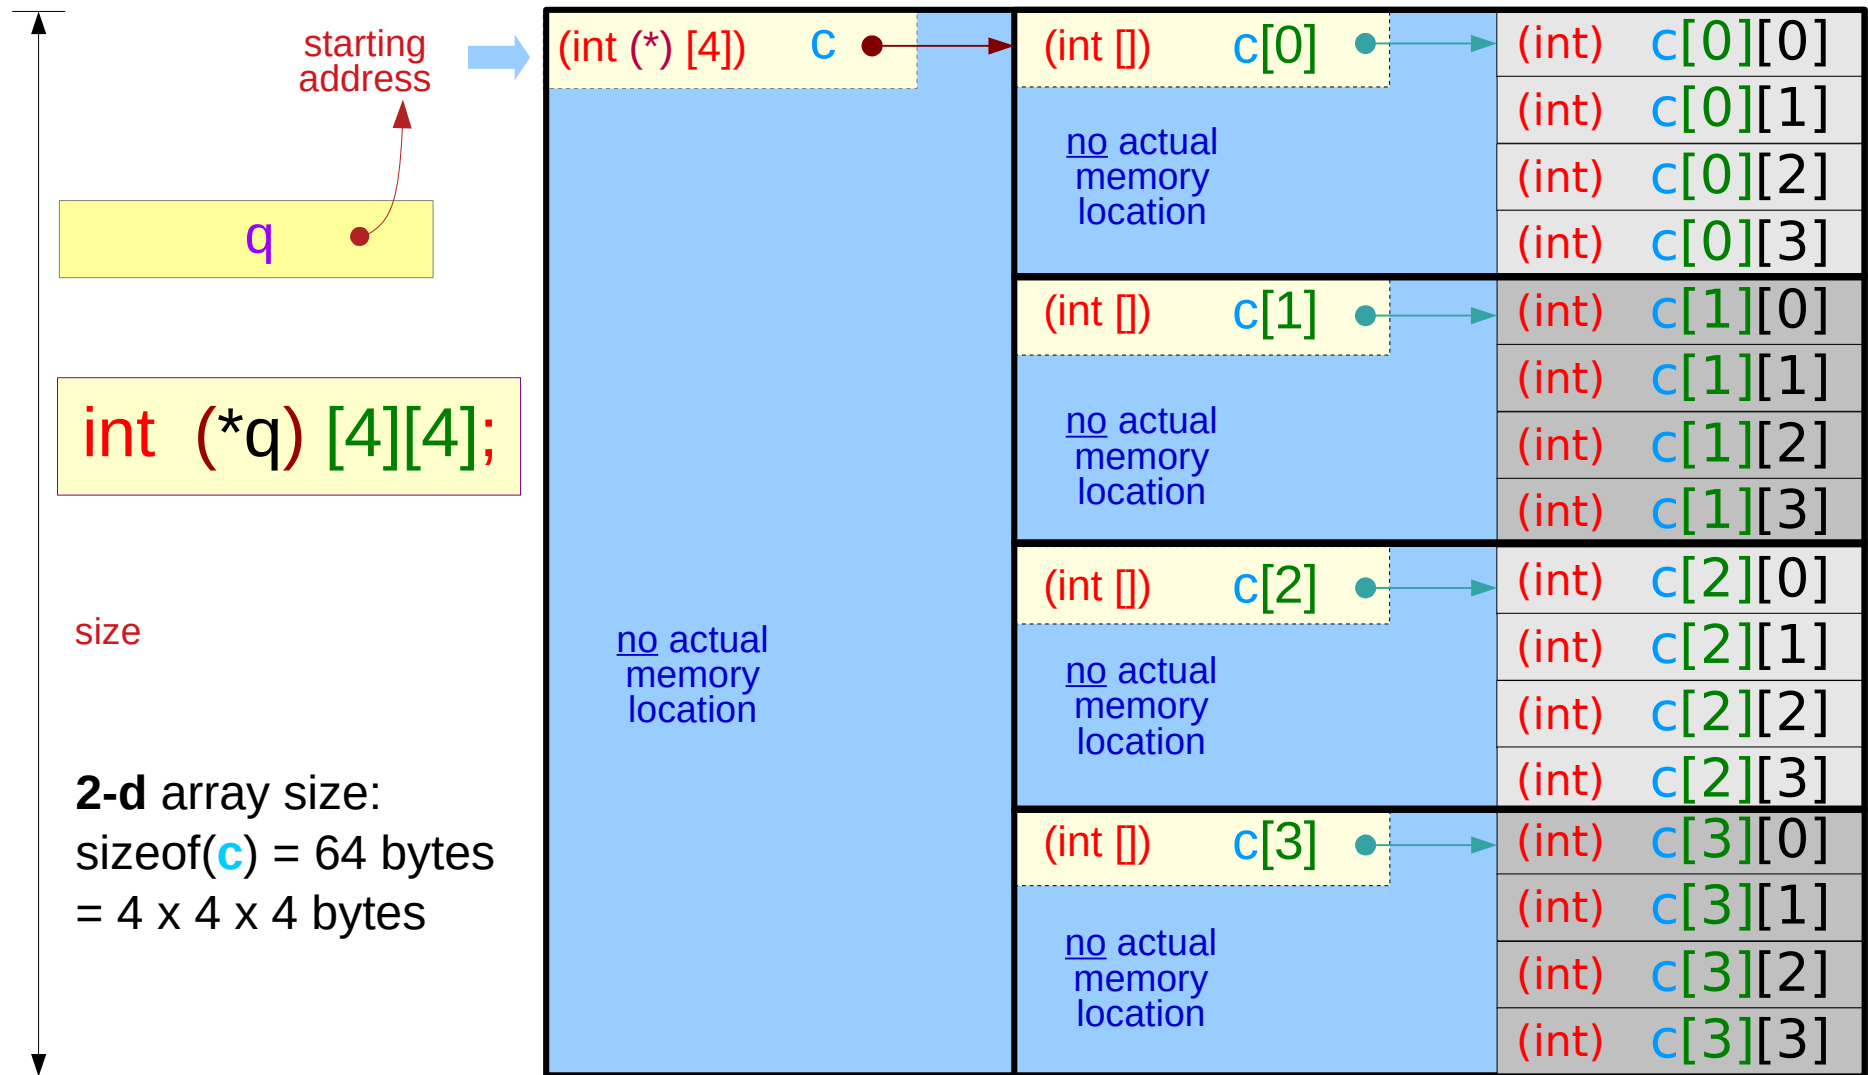 starting
address
q
int (*q) [4][4];
size
2-d array size:
sizeof(c) = 64 bytes
= 4 x 4 x 4 bytes
(int (*) [4]) c
no actual
memory
location
(int []) c[0]
no actual
memory
location
(int) c[0][0]
(int) c[0][1]
(int) c[0][2]
(int) c[0][3]
(int []) c[1]
no actual
memory
location
(int) c[1][0]
(int) c[1][1]
(int) c[1][2]
(int) c[1][3]
(int []) c[2]
no actual
memory
location
(int) c[2][0]
(int) c[2][1]
(int) c[2][2]
(int) c[2][3]
(int []) c[3]
no actual
memory
location
(int) c[3][0]
(int) c[3][1]
(int) c[3][2]
(int) c[3][3]